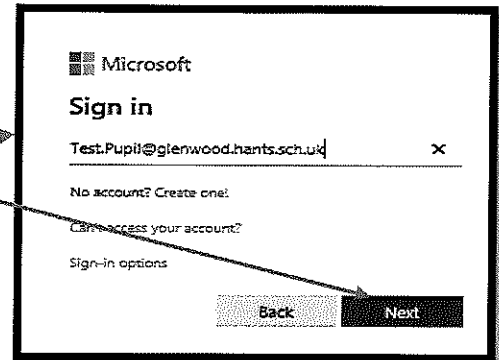 Microsoft
Sign in
Test.Pupil@glenwood.hants.sch.uk ×
No account? Create one!
Can't access your account?
Sign-in options
Back Next